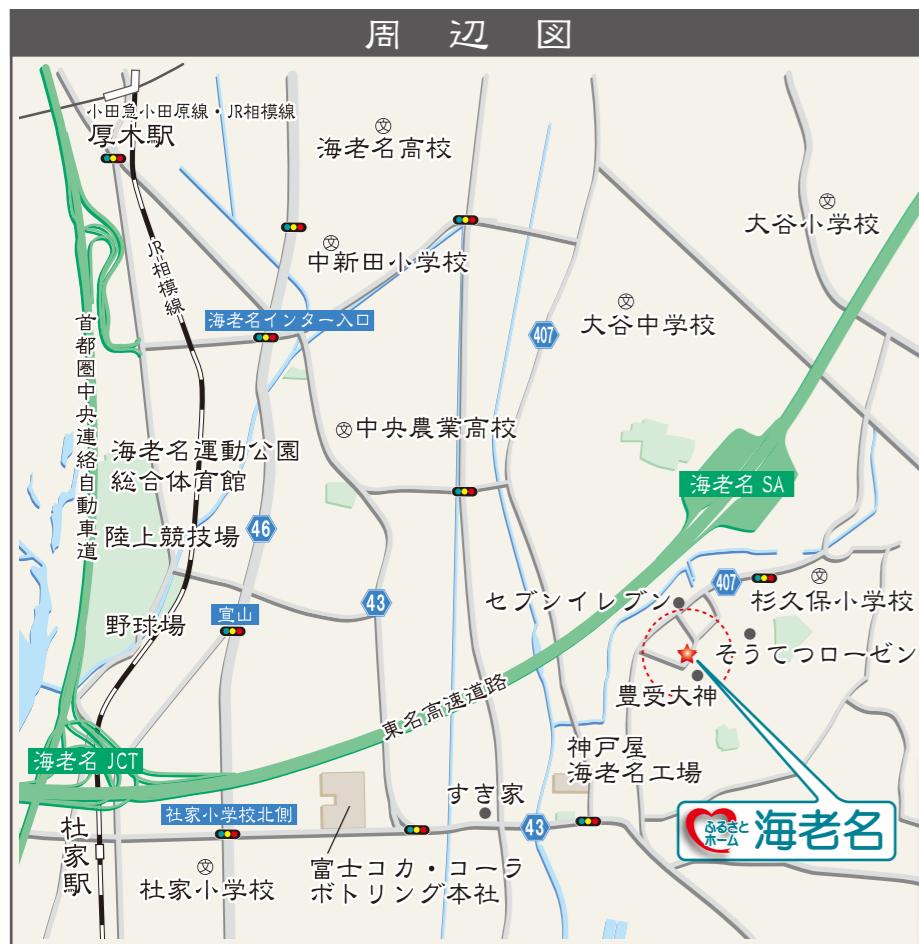 周辺図
小田急小田原線・JR相模線
厚木駅
文
海老名高校
文
大谷小学校
文
中新田小学校
JR相模線
海老名インター入口
文
大谷中学校
407
首都圏中央連絡自動車道
文中央農業高校
海老名運動公園
総合体育館
海老名 SA
陸上競技場
46
407
文
杉久保小学校
セブンイレブン
43
宣山
野球場
そうてつローゼン
豊受大神
東名高速道路
海老名 JCT
神戸屋
海老名工場
すき家
社家小学校北側
43
ふるさと
ホーム
海老名
社家駅
文
社家小学校
富士コカ・コーラ
ボトリング本社